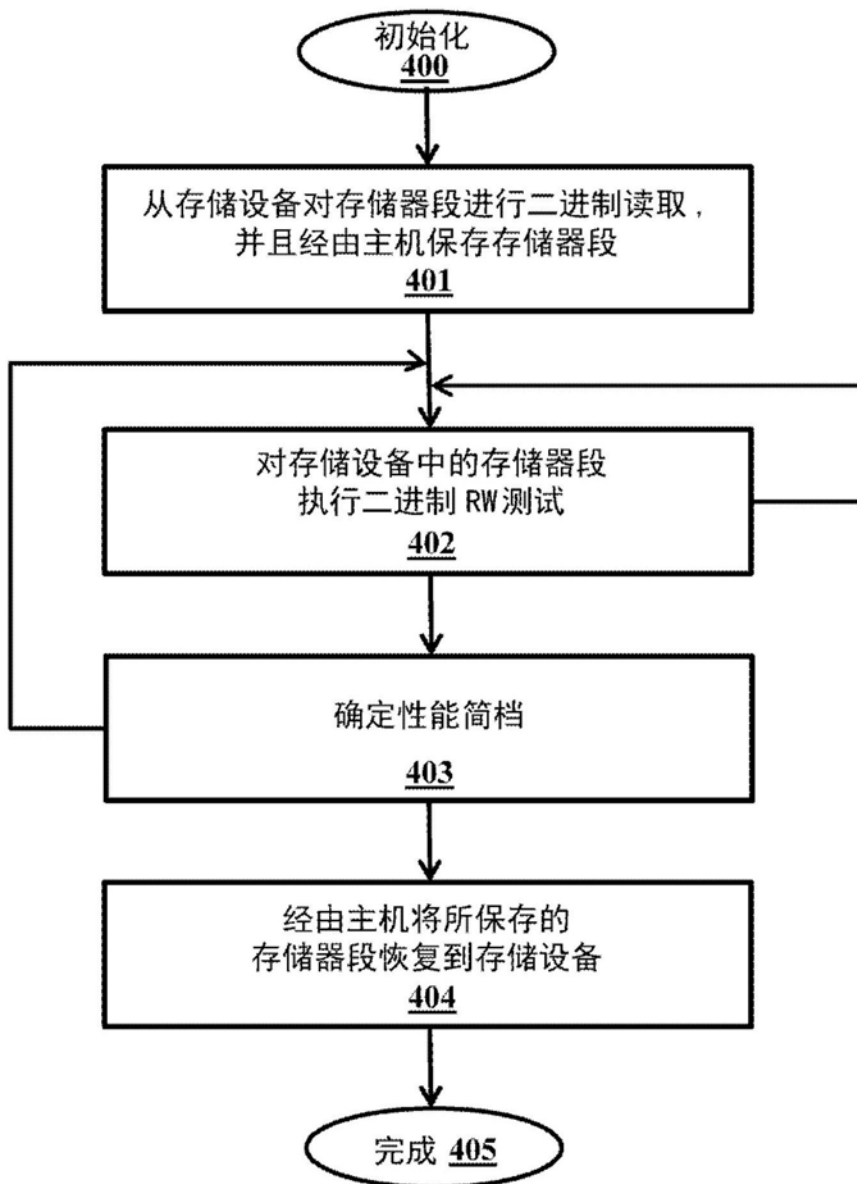 初始化
400
从存储设备对存储器段进行二进制读取，
并且经由主机保存存储器段
401
对存储设备中的存储器段
执行二进制 RW 测试
402
确定性能简档
403
经由主机将所保存的
存储器段恢复到存储设备
404
完成 405